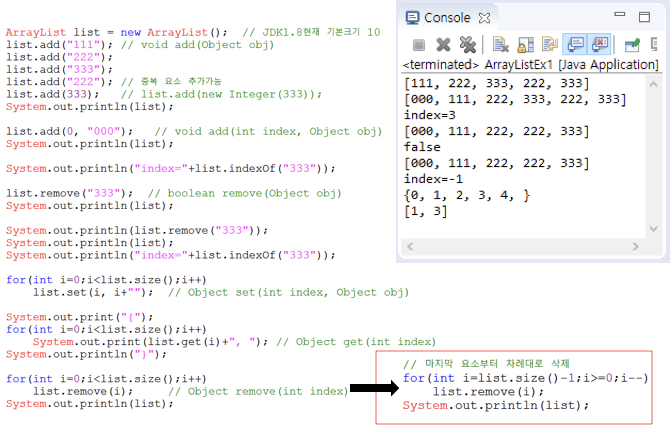 ArrayList list = new ArrayList();  // JDK1.8현재 기본크기 10
list.add("111"); // void add(Object obj)
list.add("222");
list.add("333");
list.add("222"); // 중복 요소 추가가능
list.add(333);   // list.add(new Integer(333));
System.out.println(list);
list.add(0, "000");   // void add(int index, Object obj)
System.out.println(list);
System.out.println("index="+list.indexOf("333"));
list.remove("333");  // boolean remove(Object obj)
System.out.println(list);
System.out.println(list.remove("333"));
System.out.println(list);
System.out.println("index="+list.indexOf("333"));
for(int i=0;i<list.size();i++)
list.set(i, i+"");  // Object set(int index, Object obj)
System.out.print("{");
for(int i=0;i<list.size();i++)
System.out.print(list.get(i)+", "); // Object get(int index)
System.out.println("}");
for(int i=0;i<list.size();i++)
list.remove(i);  // Object remove(int index)
System.out.println(list);
Console
<terminated> ArrayListEx1 [Java Application]
[111, 222, 333, 222, 333]
[000, 111, 222, 333, 222, 333]
index=3
[000, 111, 222, 222, 333]
false
[000, 111, 222, 222, 333]
index=-1
{0, 1, 2, 3, 4, }
[1, 3]
// 마지막 요소부터 차례대로 삭제
for(int i=list.size()-1;i>=0;i--)
list.remove(i);
System.out.println(list);